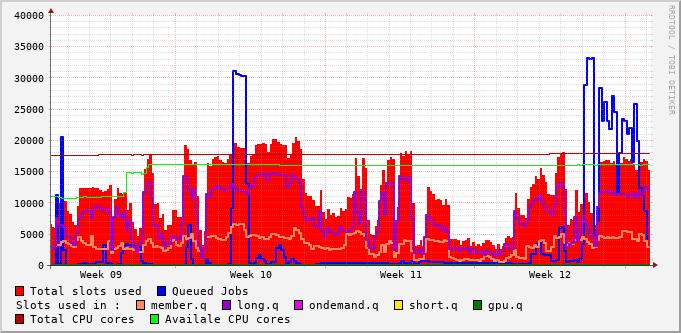 40000
35000
30000
25000
20000
15000
10000
5000
0
RRDTOOL / TOBI OETIKER
Week 09 Week 10 Week 11 Week 12
Total slots used Queued Jobs
Slots used in : member.q long.q ondemand.q short.q gpu.q
Total CPU cores Availale CPU cores